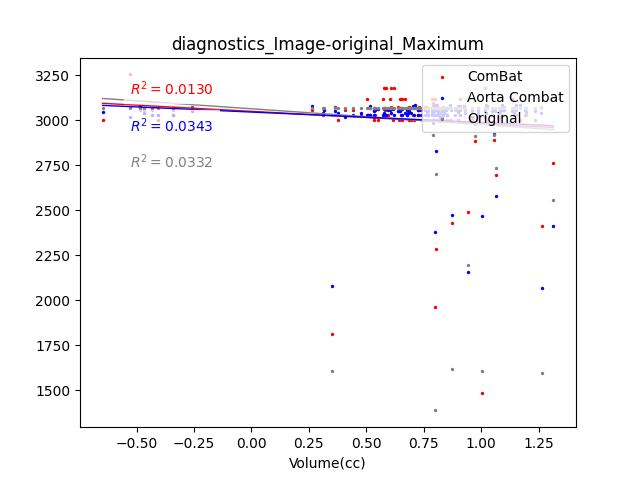 diagnostics_Image-original_Maximum
3250
3000
2750
2500
2250
2000
1750
1500
R² = 0.0130
R² = 0.0343
R² = 0.0332
ComBat
Aorta Combat
Original
−0.50 −0.25 0.00 0.25 0.50 0.75 1.00 1.25
Volume(cc)